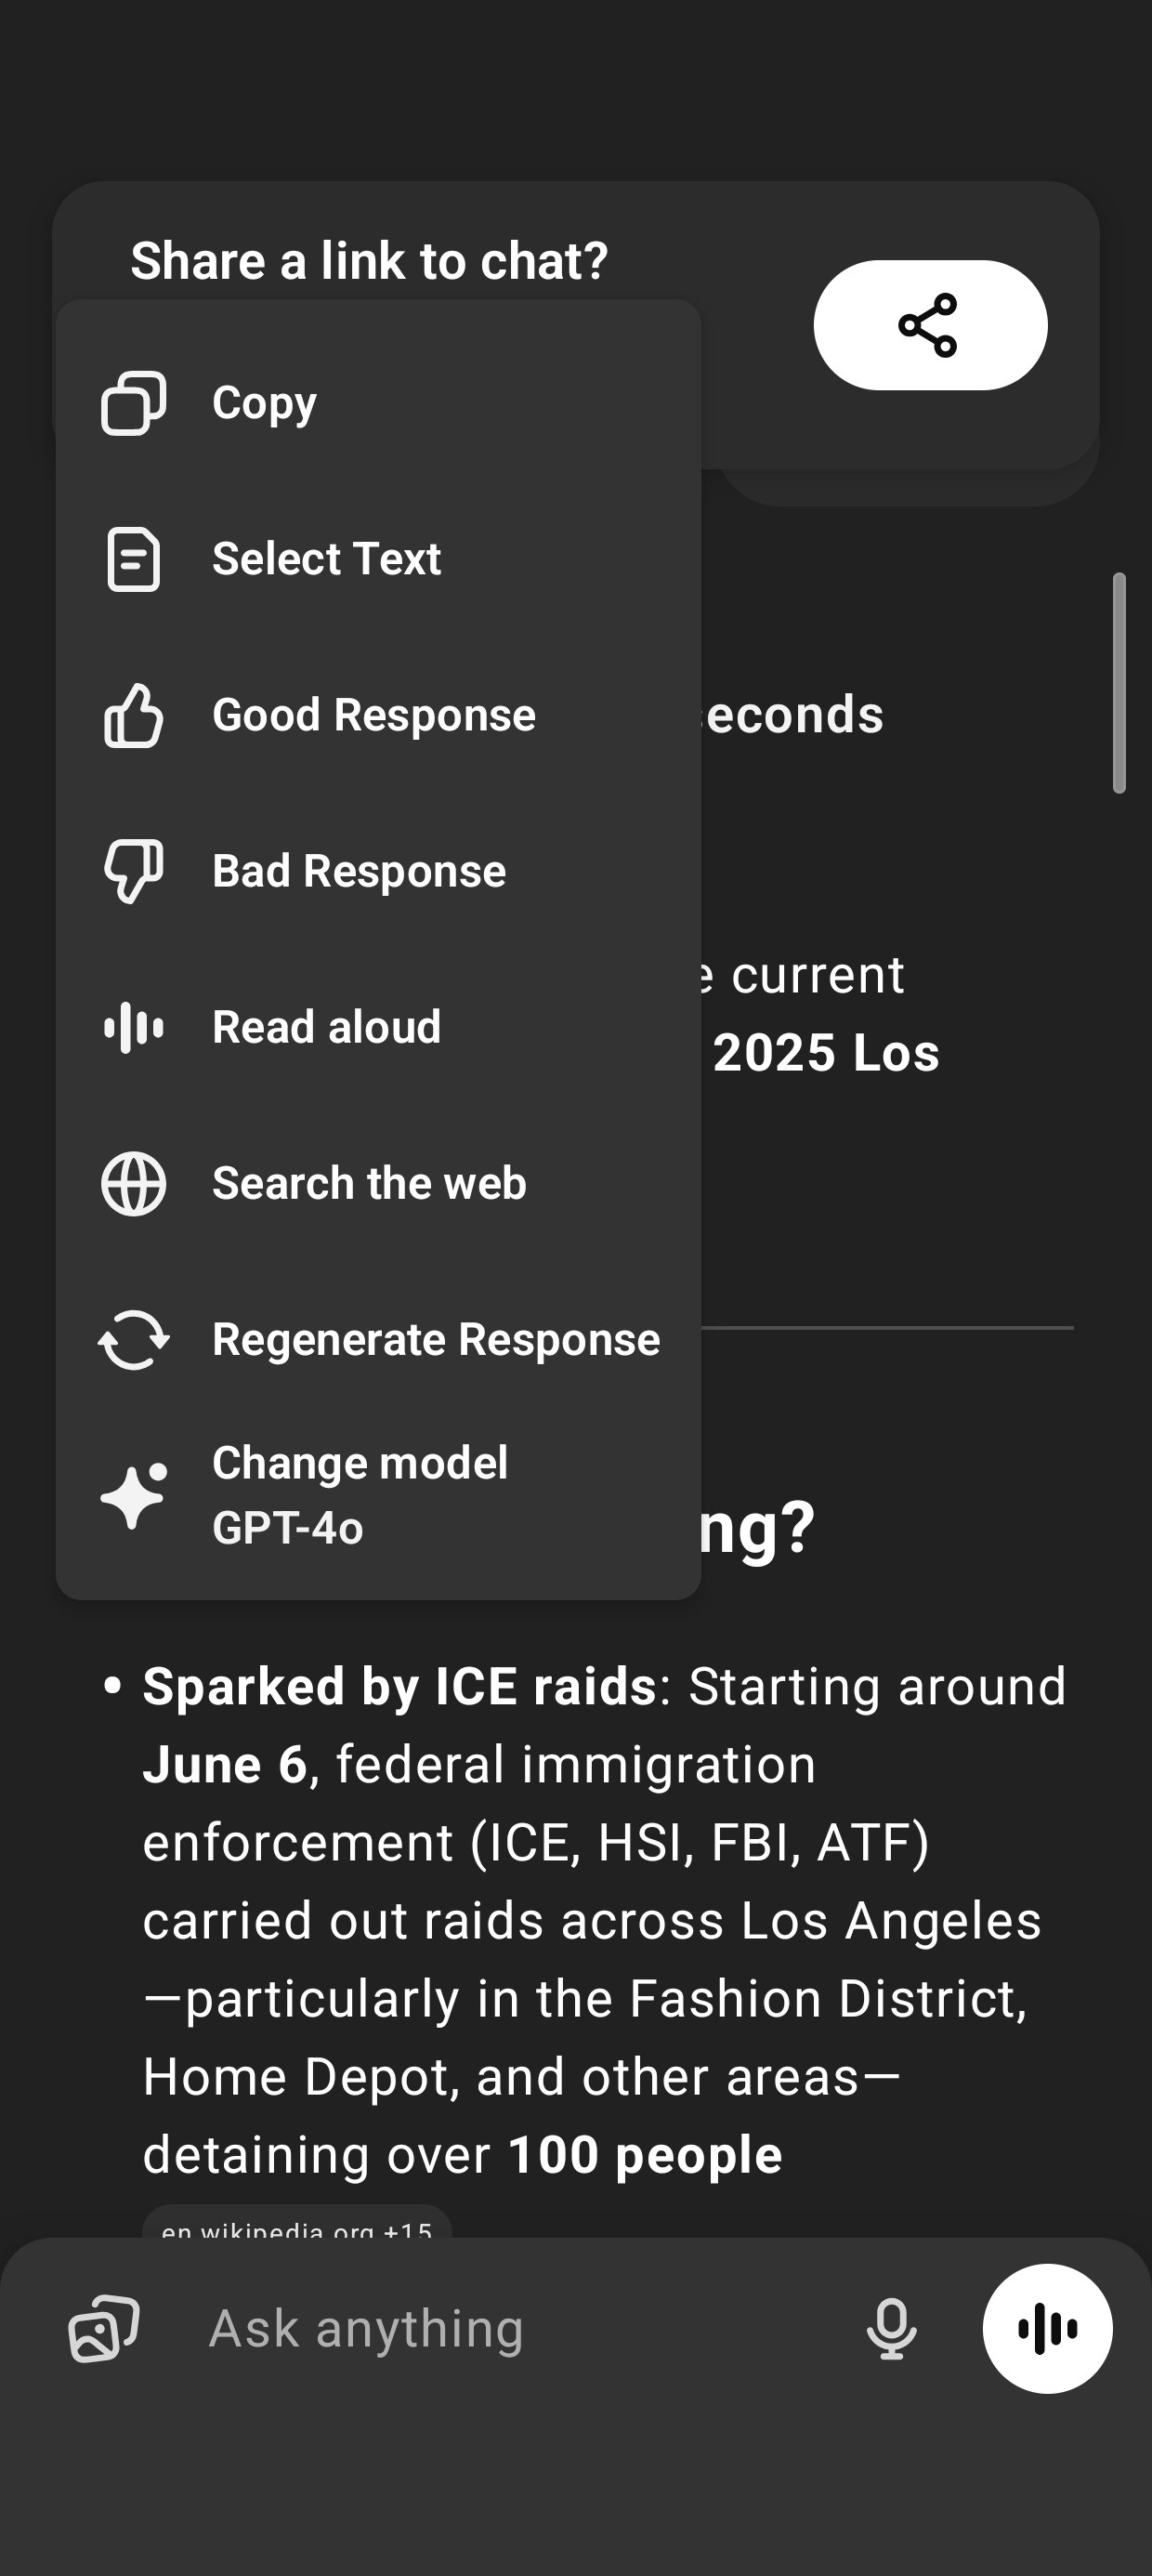 Share a link to chat?
Copy
Select Text
Good Response
seconds
Bad Response
current
2025 Los
Read aloud
Search the web
Regenerate Response
Change model
GPT-4o
ng?
• Sparked by ICE raids: Starting around
June 6, federal immigration
enforcement (ICE, HSI, FBI, ATF)
carried out raids across Los Angeles
—particularly in the Fashion District,
Home Depot, and other areas—
detaining over 100 people
en.wikipedia.org +15
Ask anything